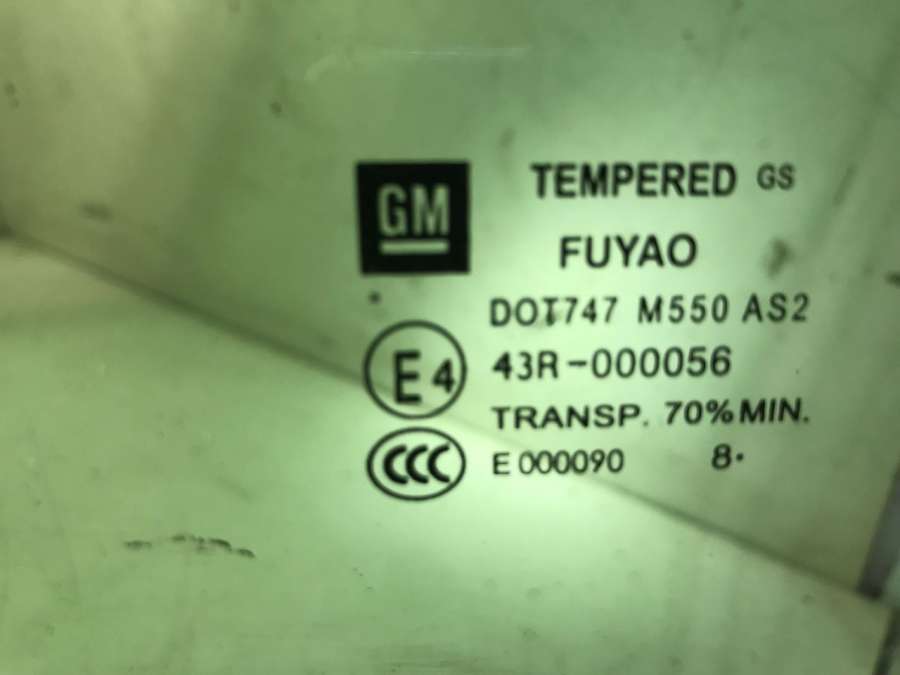 GM
TEMPERED GS
FUYAO
DOT747 M550 AS2
E4 43R-000056
TRANSP. 70%MIN.
CCC E000090 8.